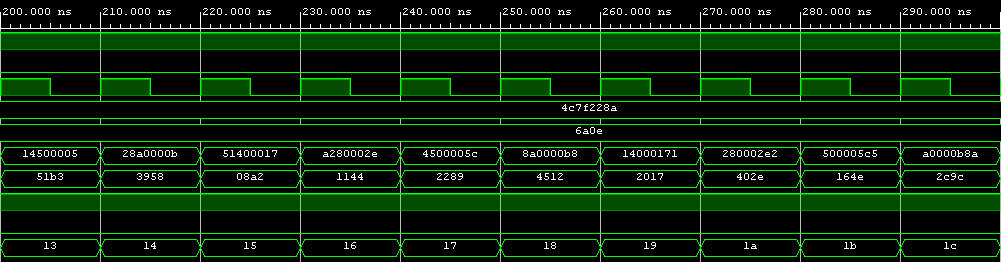 200.000 ns 210.000 ns 220.000 ns 230.000 ns 240.000 ns 250.000 ns 260.000 ns 270.000 ns 280.000 ns 290.000 ns
4c7f228a
6a0e
14500005 28a0000b 51400017 a280002e 4500005c 8a0000b8 14000171 280002e2 500005c5 a0000b8a
51b3 3958 08a2 1144 2289 4512 2017 402e 164e 2c9c
13 14 15 16 17 18 19 1a 1b 1c